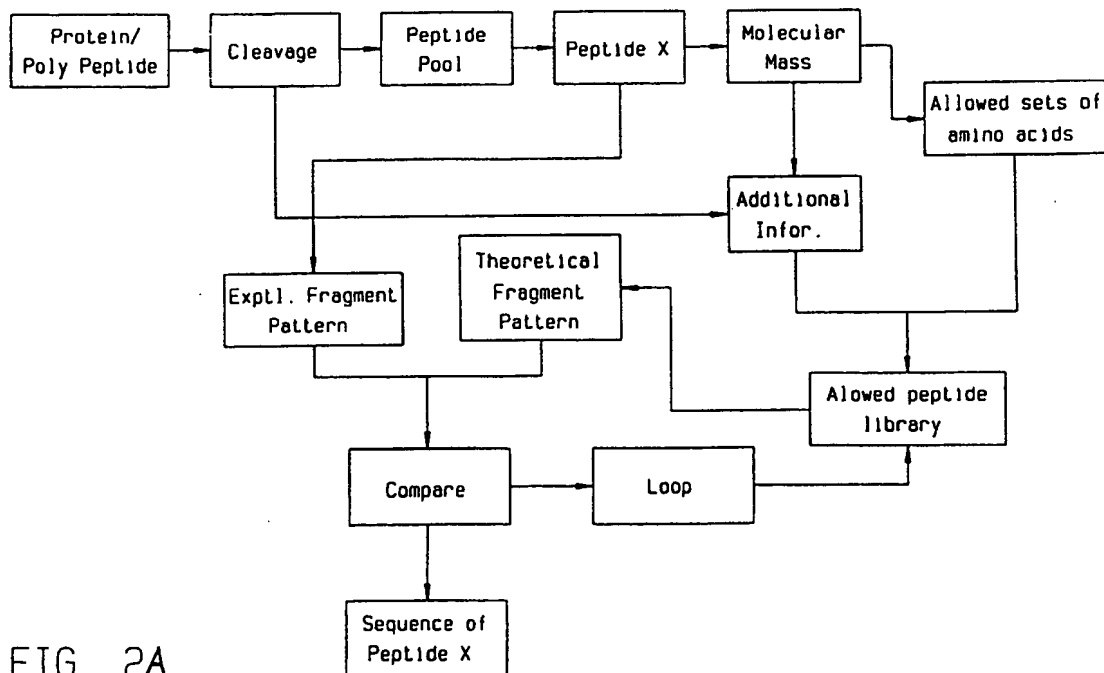 Protein/
Poly Peptide
Cleavage
Peptide
Pool
Peptide X
Molecular
Mass
Allowed sets of
amino acids
Additional
Infor.
Theoretical
Fragment
Pattern
Exptl. Fragment
Pattern
Alowed peptide
library
Compare
Loop
Sequence of
Peptide X
FIG. 2A